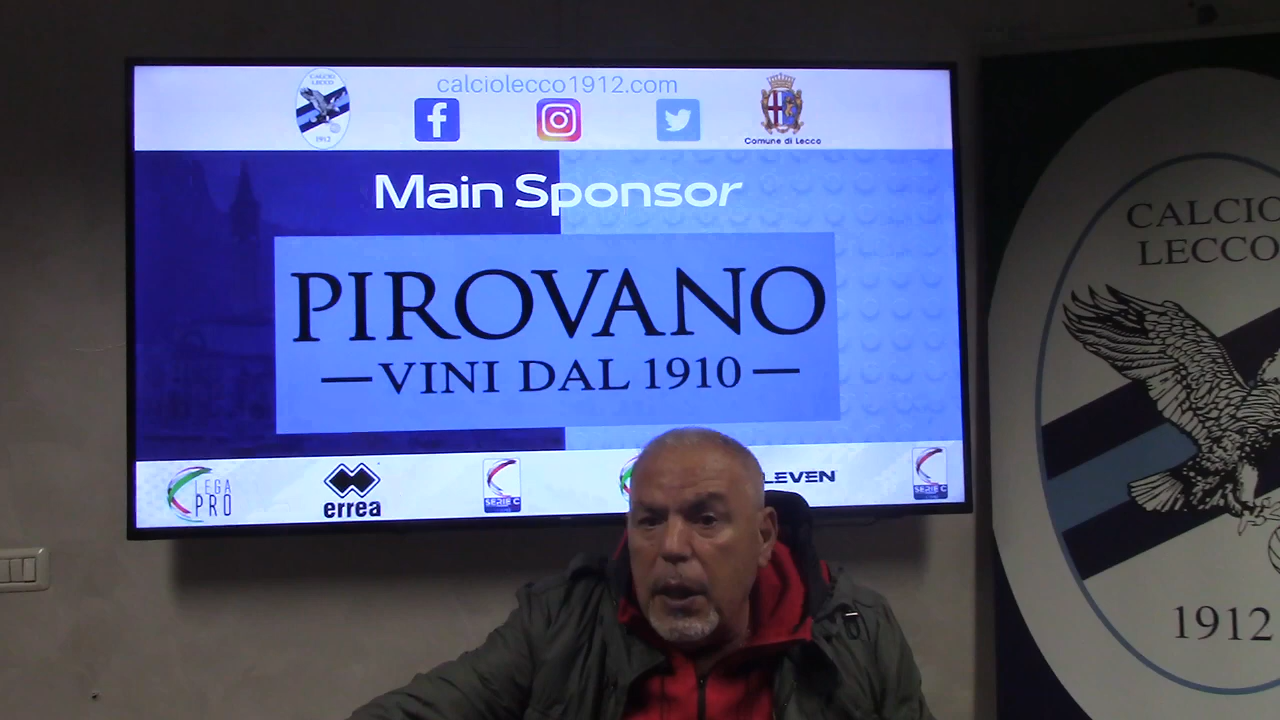 CALCIO
LECCO
1912
calciolecco1912.com
Comune di Lecco
Main Sponsor
PIROVANO
VINI DAL 1910
LEGA
PRO
errea
SERIE C
LEVEN
SERIE C
CALCIO
LECCO
1912